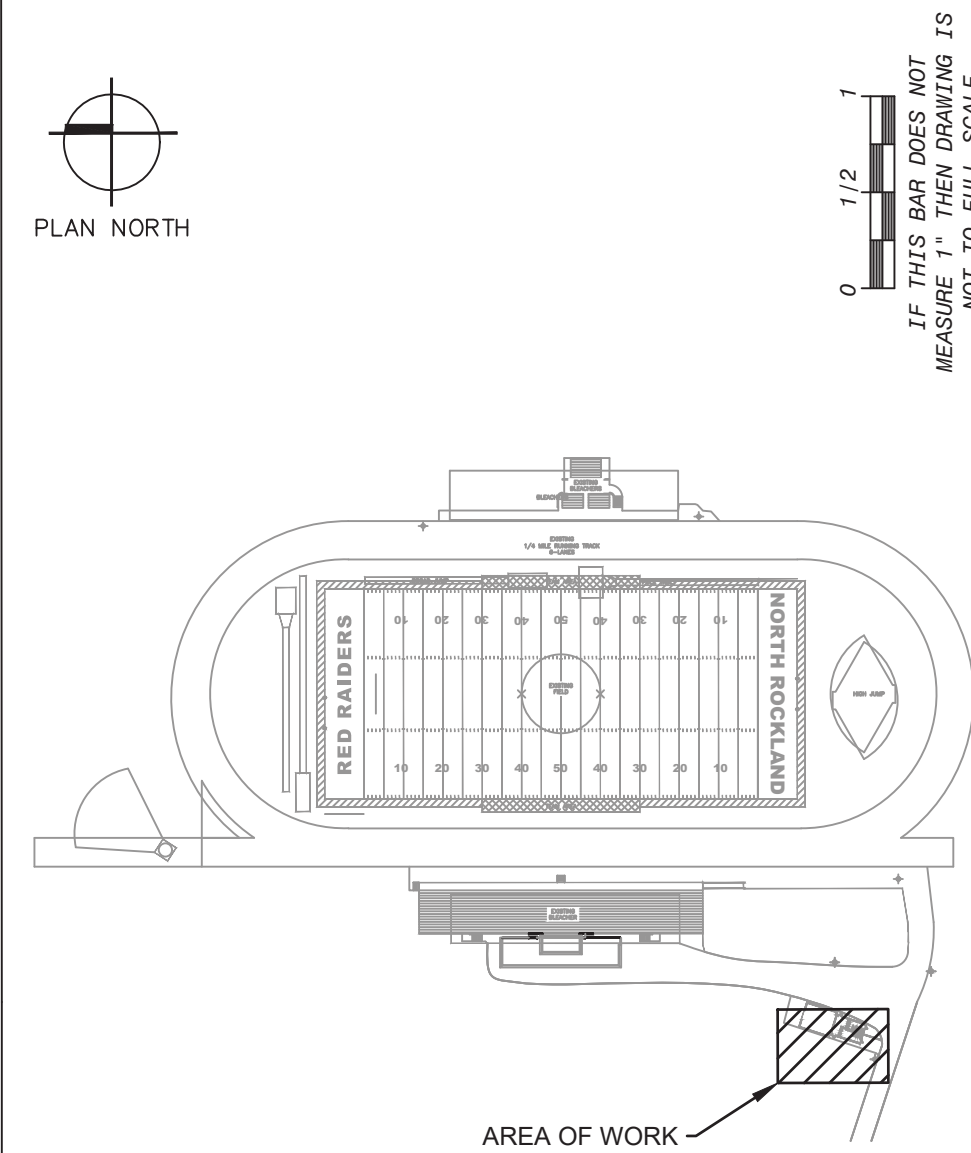 PLAN NORTH
0 1/2 1
IF THIS BAR DOES NOT
MEASURE 1" THEN DRAWING IS
NOT TO FULL SCALE
EXISTING
BLEACHERS
BLEACHERS
EXISTING
1/4 MILE RUNNING TRACK
RED RAIDERS
10 20 30 40 50 40 30 20 10
EXISTING
FIELD
10 20 30 40 50 40 30 20 10
NORTH ROCKLAND
HIGH JUMP
EXISTING
BLEACHER
AREA OF WORK